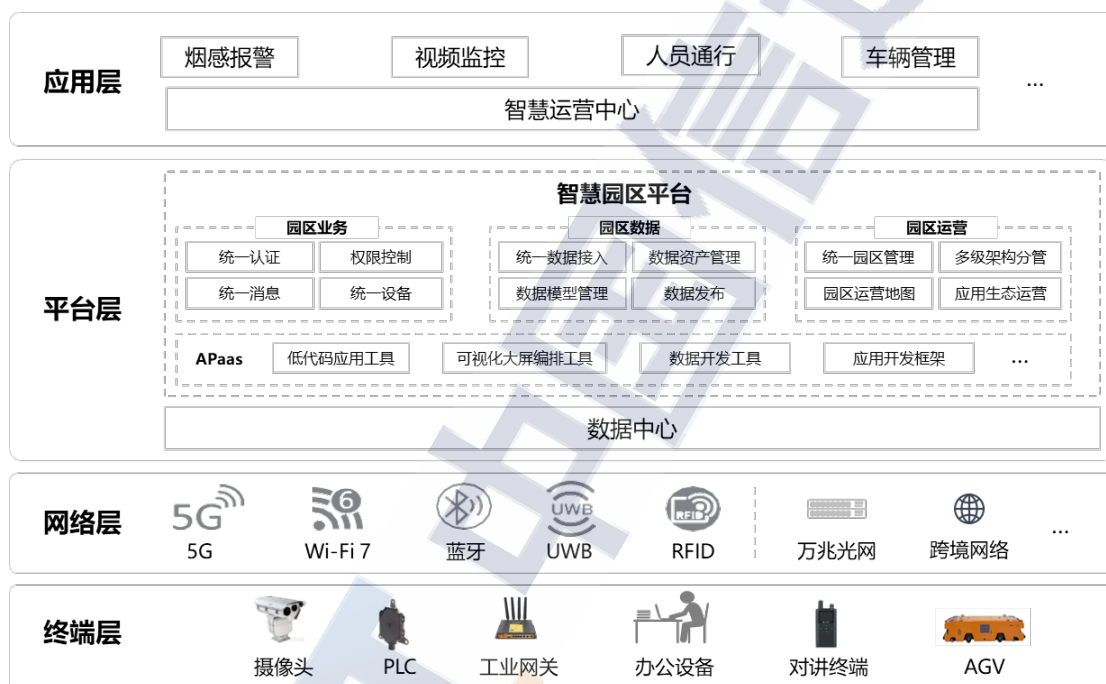 应用层
烟感报警 视频监控 人员通行 车辆管理
...
智慧运营中心
平台层
智慧园区平台
园区业务 园区数据 园区运营
统一认证 权限控制 统一数据接入 数据资产管理 统一园区管理 多级架构分管
统一消息 统一设备 数据模型管理 数据发布 园区运营地图 应用生态运营
APaas 低代码应用工具 可视化大屏编排工具 数据开发工具 应用开发框架 ...
数据中心
网络层
5G 6 UWB RFID
5G Wi-Fi 7 蓝牙 UWB RFID 万兆光网 跨境网络 ...
终端层
摄像头 PLC 工业网关 办公设备 对讲终端 AGV
中国信通